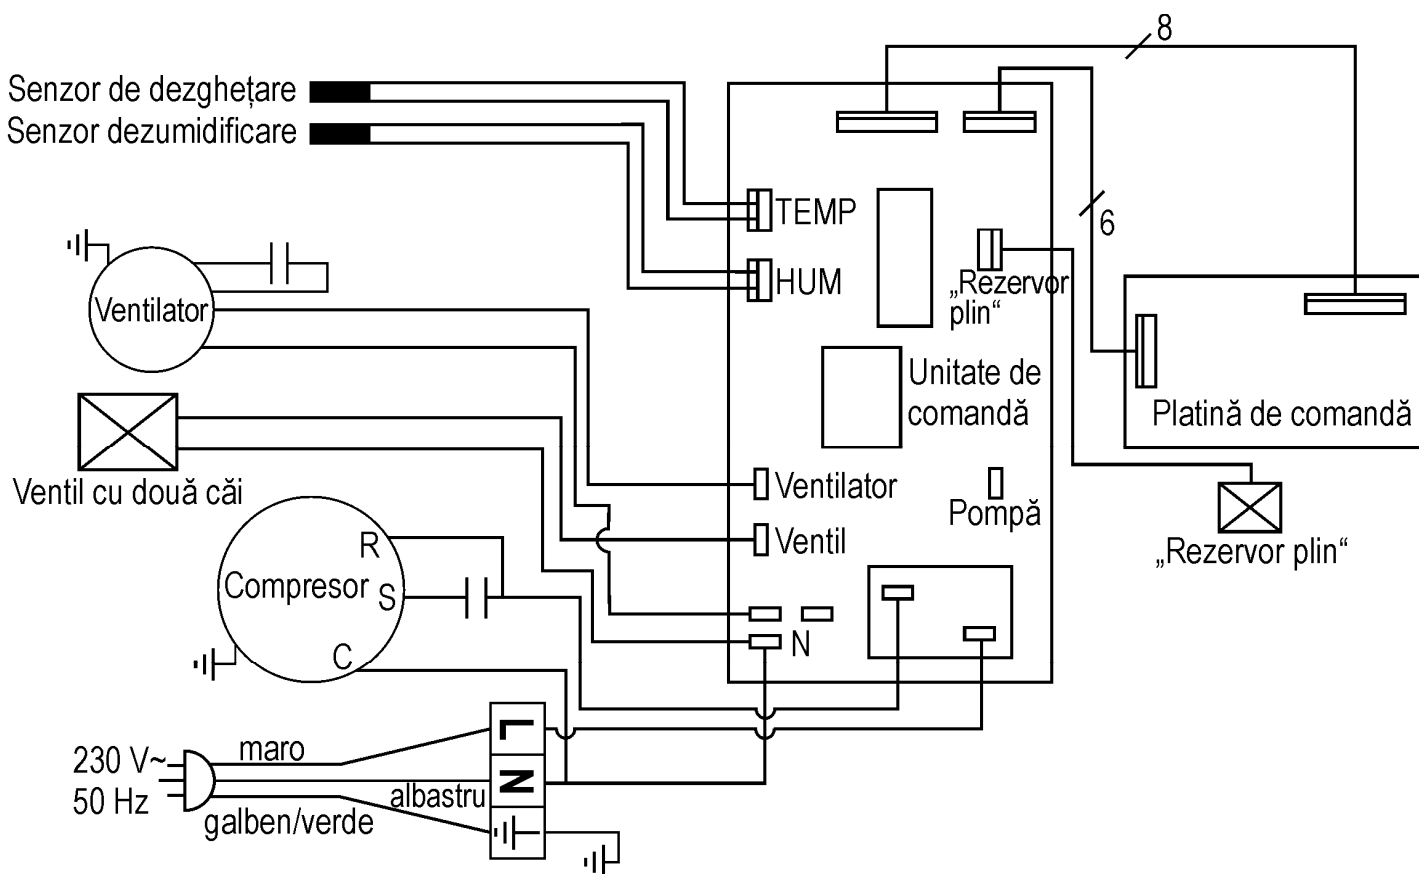 8
Senzor de dezghețare
Senzor dezumidificare
TEMP
6
HUM
„Rezervor
plin“
Ventilator
Unitate de
comandă
Platină de comandă
Ventil cu două căi
Ventilator
Pompă
„Rezervor plin“
Ventil
R
Compresor
S
N
C
L
230 V~
maro
N
50 Hz
albastru
galben/verde